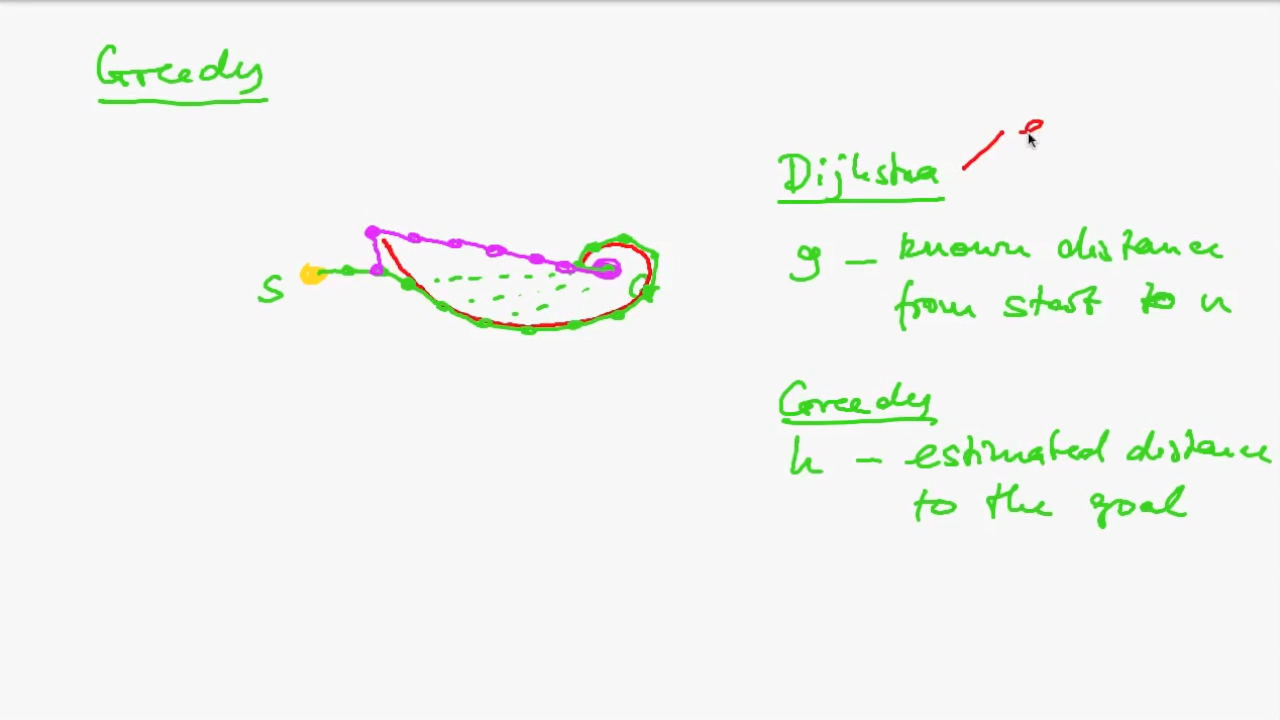 Greedy
S
G
Dijkstra
g – known distance
from start to n
Greedy
h – estimated distance
to the goal